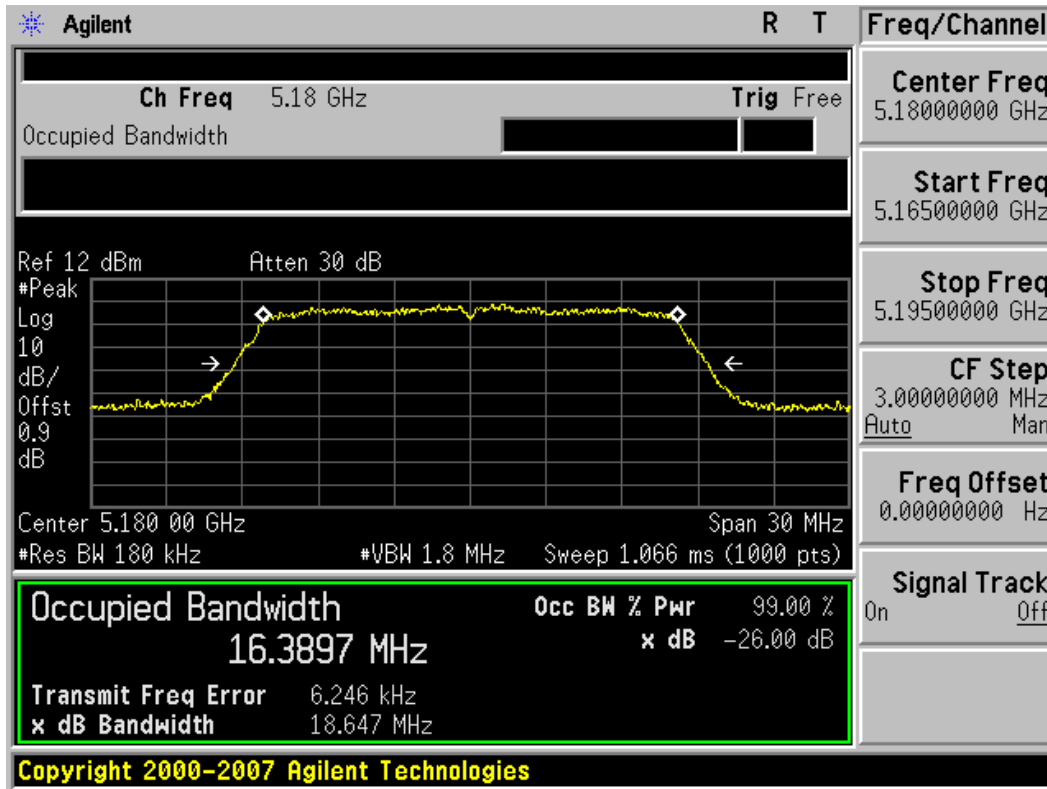 Agilent R T
Ch Freq 5.18 GHz Trig Free
Occupied Bandwidth
Ref 12 dBm Atten 30 dB
#Peak
Log
10
dB/
Offst
0.9
dB
Center 5.180 00 GHz Span 30 MHz
#Res BW 180 kHz #VBW 1.8 MHz Sweep 1.066 ms (1000 pts)
Occupied Bandwidth
16.3897 MHz
Occ BW % Pwr 99.00 %
x dB -26.00 dB
Transmit Freq Error 6.246 kHz
x dB Bandwidth 18.647 MHz
Copyright 2000-2007 Agilent Technologies
Freq/Channel
Center Freq
5.18000000 GHz
Start Freq
5.16500000 GHz
Stop Freq
5.19500000 GHz
CF Step
3.00000000 MHz
Auto Man
Freq Offset
0.00000000 Hz
Signal Track
On Off